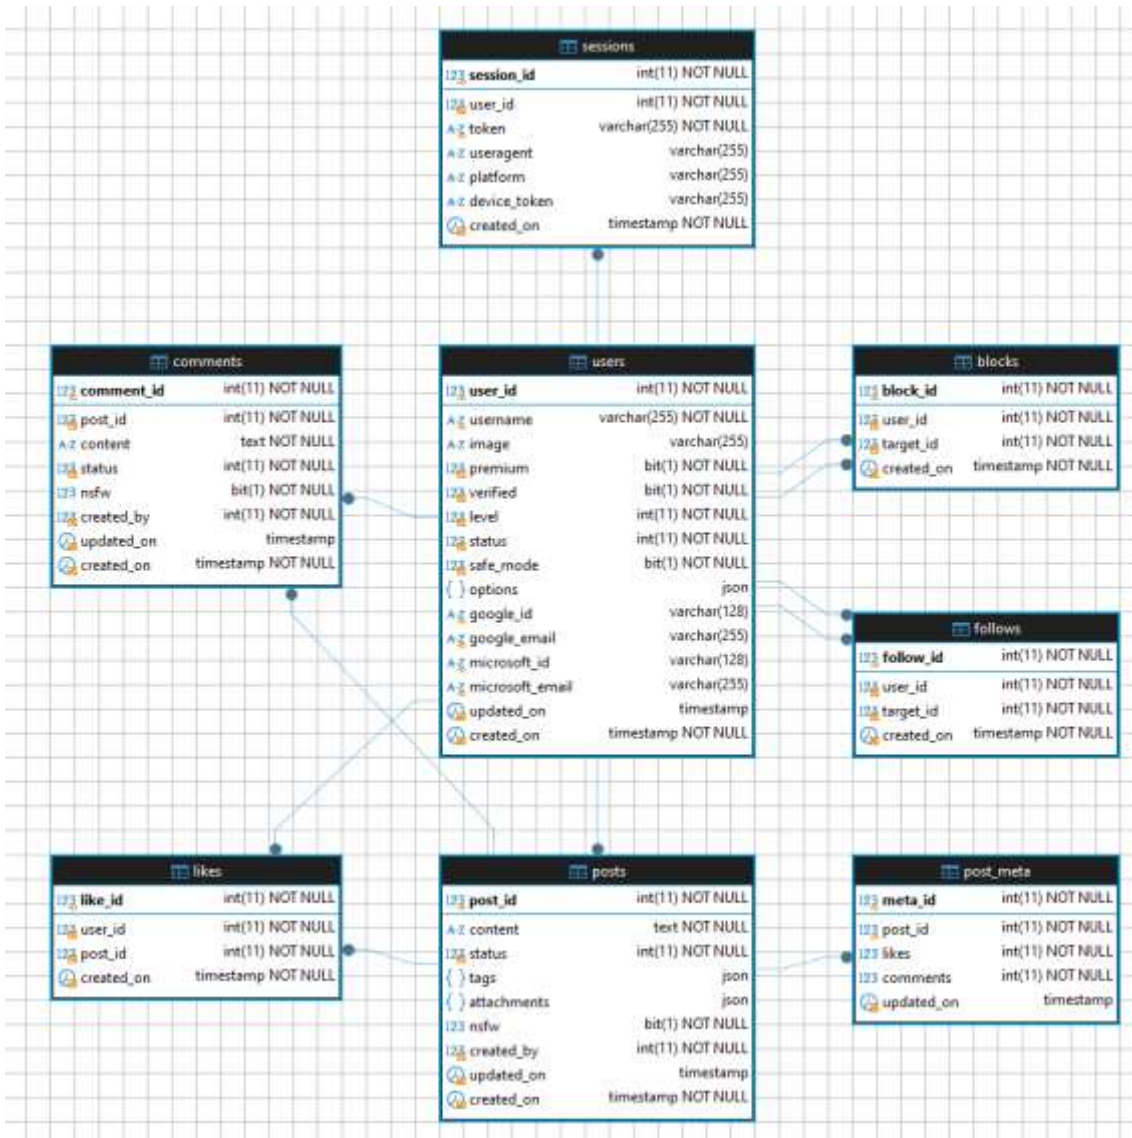 sessions
session_id int(11) NOT NULL
user_id int(11) NOT NULL
token varchar(255) NOT NULL
useragent varchar(255)
platform varchar(255)
device_token varchar(255)
created_on timestamp NOT NULL
comments
comment_id int(11) NOT NULL
post_id int(11) NOT NULL
content text NOT NULL
status int(11) NOT NULL
nsfw bit(1) NOT NULL
created_by int(11) NOT NULL
updated_on timestamp
created_on timestamp NOT NULL
users
user_id int(11) NOT NULL
username varchar(255) NOT NULL
image varchar(255)
premium bit(1) NOT NULL
verified bit(1) NOT NULL
level int(11) NOT NULL
status int(11) NOT NULL
safe_mode bit(1) NOT NULL
options json
google_id varchar(128)
google_email varchar(255)
microsoft_id varchar(128)
microsoft_email varchar(255)
updated_on timestamp
created_on timestamp NOT NULL
blocks
block_id int(11) NOT NULL
user_id int(11) NOT NULL
target_id int(11) NOT NULL
created_on timestamp NOT NULL
follows
follow_id int(11) NOT NULL
user_id int(11) NOT NULL
target_id int(11) NOT NULL
created_on timestamp NOT NULL
likes
like_id int(11) NOT NULL
user_id int(11) NOT NULL
post_id int(11) NOT NULL
created_on timestamp NOT NULL
posts
post_id int(11) NOT NULL
content text NOT NULL
status int(11) NOT NULL
tags json
attachments json
nsfw bit(1) NOT NULL
created_by int(11) NOT NULL
updated_on timestamp
created_on timestamp NOT NULL
post_meta
meta_id int(11) NOT NULL
post_id int(11) NOT NULL
likes int(11) NOT NULL
comments int(11) NOT NULL
updated_on timestamp